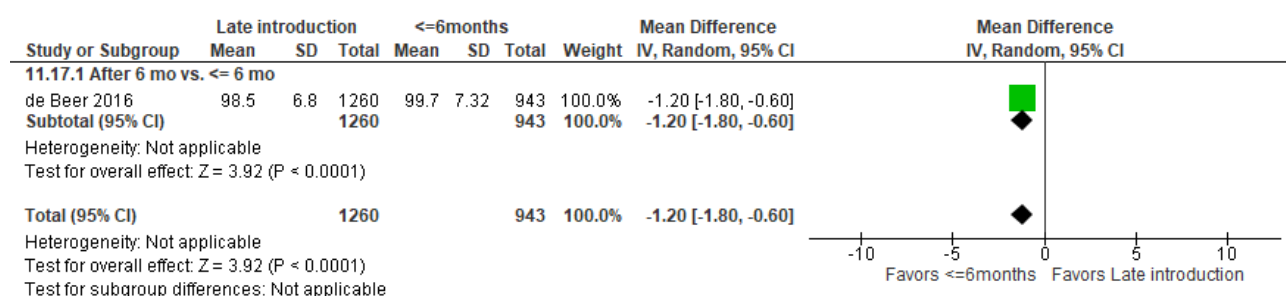 Late introduction <=6months Mean Difference Mean Difference
Study or Subgroup Mean SD Total Mean SD Total Weight IV, Random, 95% CI IV, Random, 95% CI
11.17.1 After 6 mo vs. <= 6 mo
de Beer 2016 98.5 6.8 1260 99.7 7.32 943 100.0% -1.20 [-1.80, -0.60]
Subtotal (95% CI) 1260 943 100.0% -1.20 [-1.80, -0.60]
Heterogeneity: Not applicable
Test for overall effect: Z = 3.92 (P < 0.0001)
Total (95% CI) 1260 943 100.0% -1.20 [-1.80, -0.60]
Heterogeneity: Not applicable
Test for overall effect: Z = 3.92 (P < 0.0001)
Test for subgroup differences: Not applicable
-10 -5 0 5 10
Favors <=6months Favors Late introduction